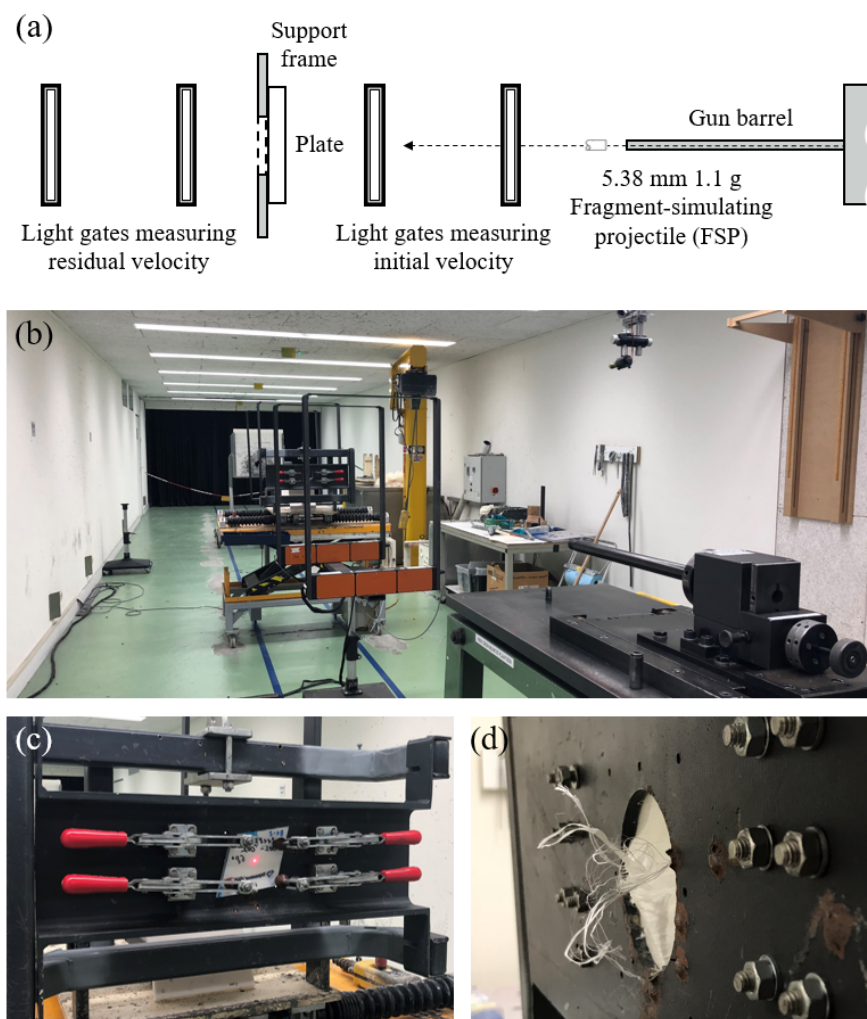 (a)
Support
frame
Plate
Gun barrel
5.38 mm 1.1 g
Fragment-simulating
projectile (FSP)
Light gates measuring
residual velocity
Light gates measuring
initial velocity
(b)
(c)
(d)